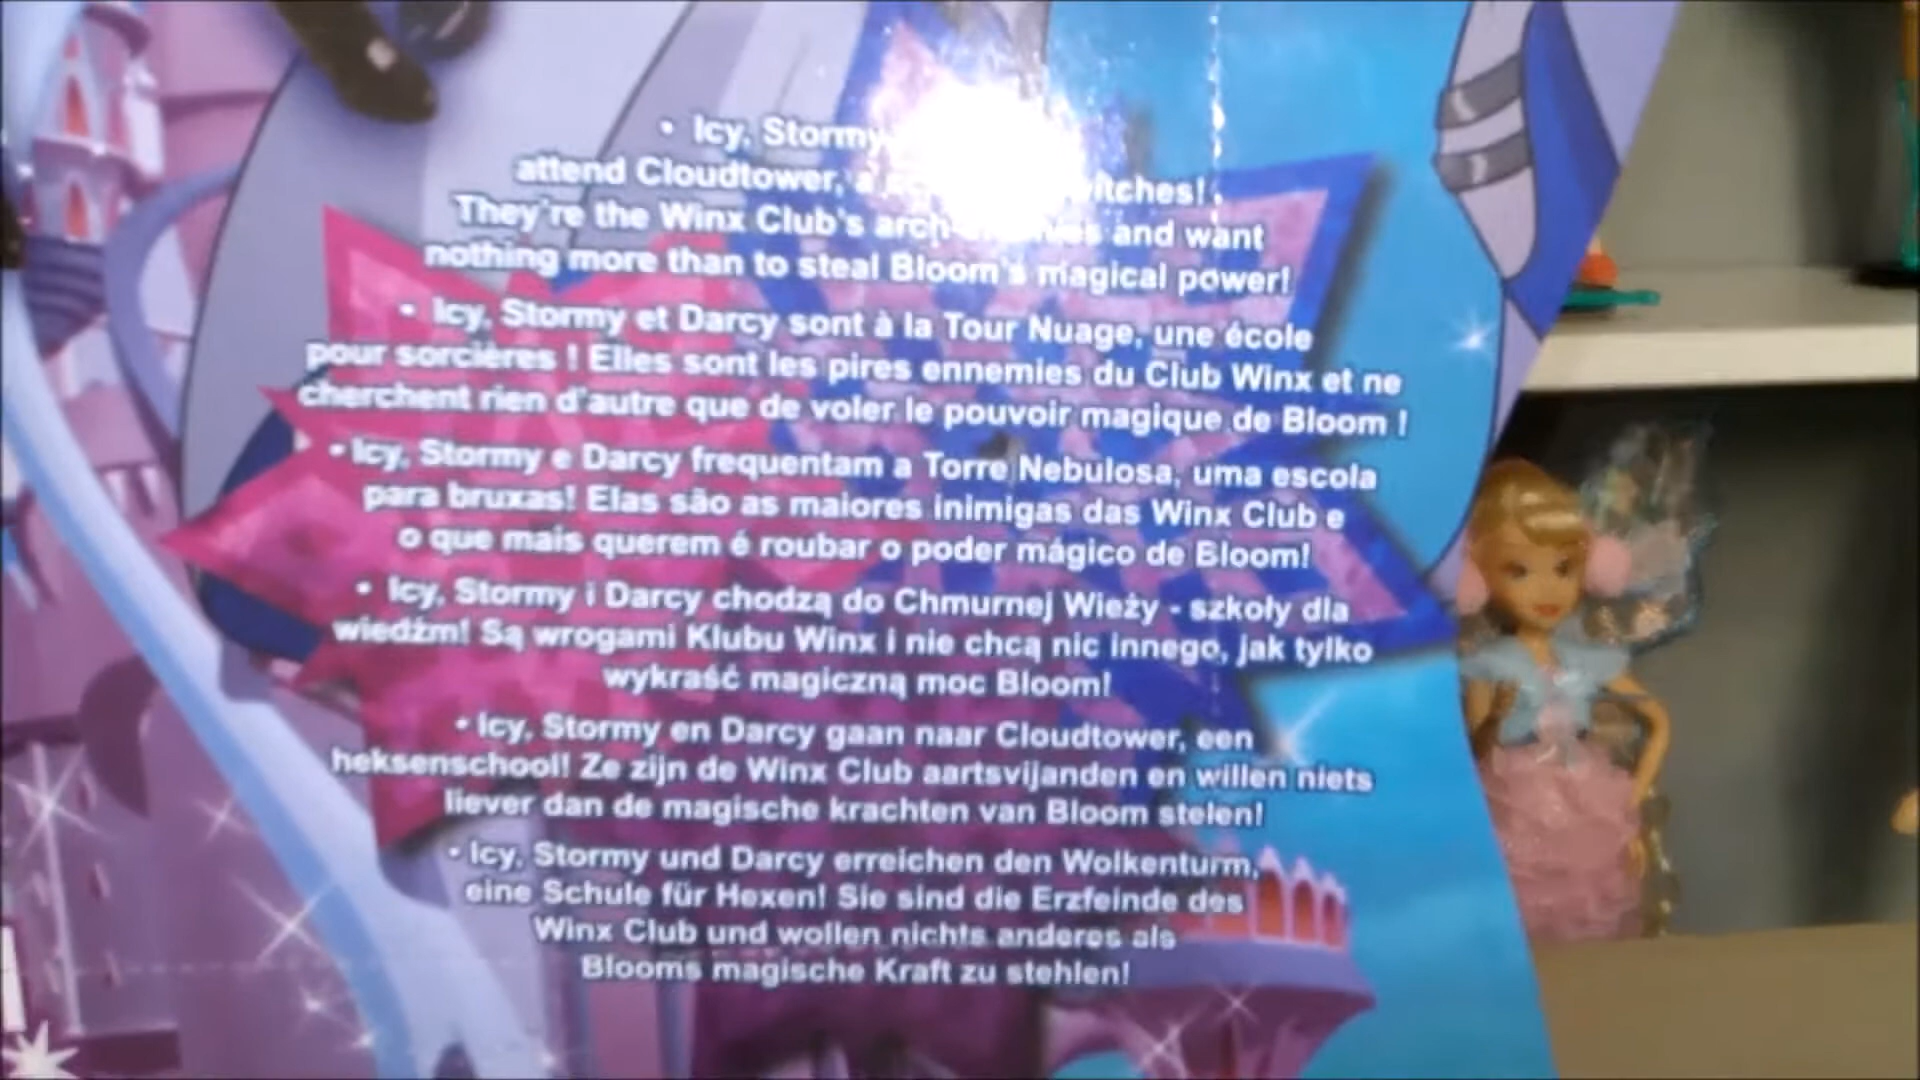 • Icy, Stormy
attend Cloudtower, a
They're the Winx Club's and want
nothing more than to steal Bloom's magical power!
• Icy, Stormy et Darcy sont à la Tour Nuage, une école
pour sorcières ! Elles sont les pires ennemies du Club Winx et ne
cherchent rien d'autre que de voler le pouvoir magique de Bloom !
• Icy, Stormy e Darcy frequentam a Torre Nebulosa, uma escola
para bruxas! Elas são as maiores inimigas das Winx Club e
o que mais querem é roubar o poder mágico de Bloom!
• Icy, Stormy i Darcy chodzą do Chmurnej Wieży - szkoły dla
wiedźm! Są wrogami Klubu Winx i nie chcą nic innego, jak tylko
wykraść magiczną moc Bloom!
• Icy, Stormy en Darcy gaan naar Cloudtower, een
heksenschool! Ze zijn de Winx Club aartsvijanden en willen niets
liever dan de magische krachten van Bloom stelen!
• Icy, Stormy und Darcy erreichen den Wolkenturm,
eine Schule für Hexen! Sie sind die Erzfeinde des
Winx Club und wollen nichts anderes als
Blooms magische Kraft zu stehlen!